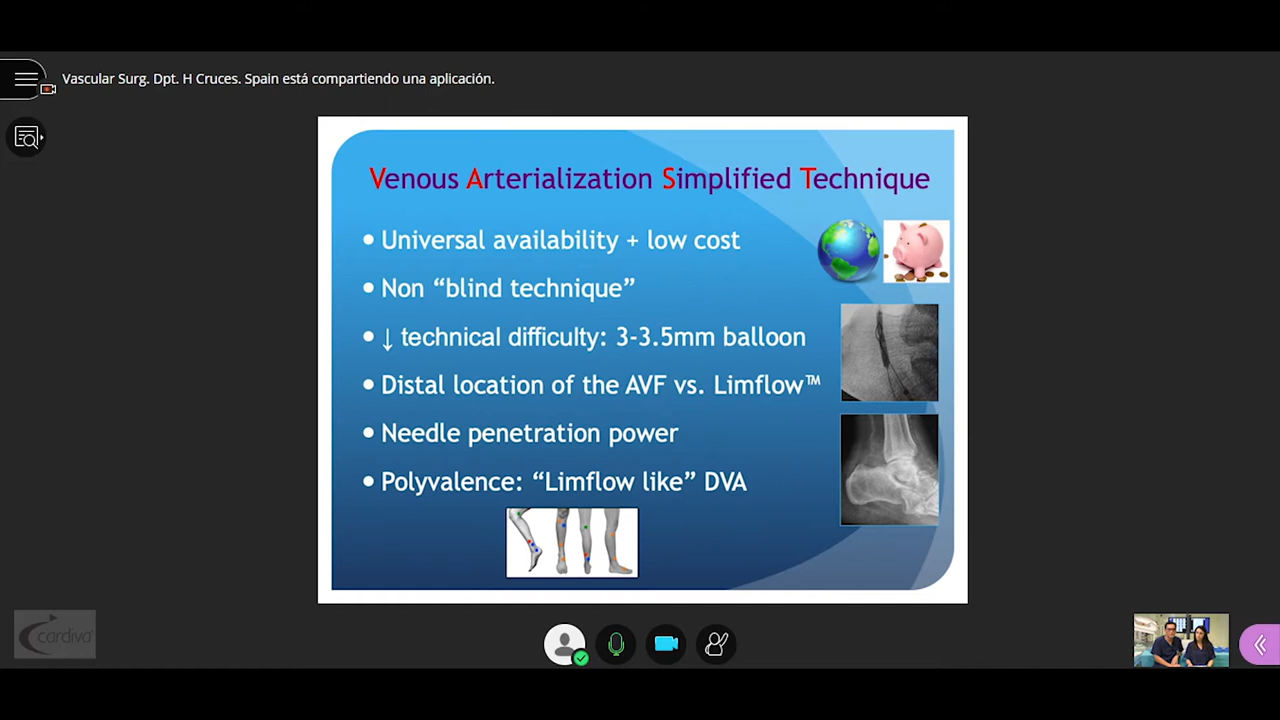 Vascular Surg. Dpt. H Cruces. Spain está compartiendo una aplicación.
Venous Arterialization Simplified Technique
• Universal availability + low cost
• Non “blind technique”
• ↓ technical difficulty: 3-3.5mm balloon
• Distal location of the AVF vs. Limflow™
• Needle penetration power
• Polyvalence: “Limflow like” DVA
cardiva